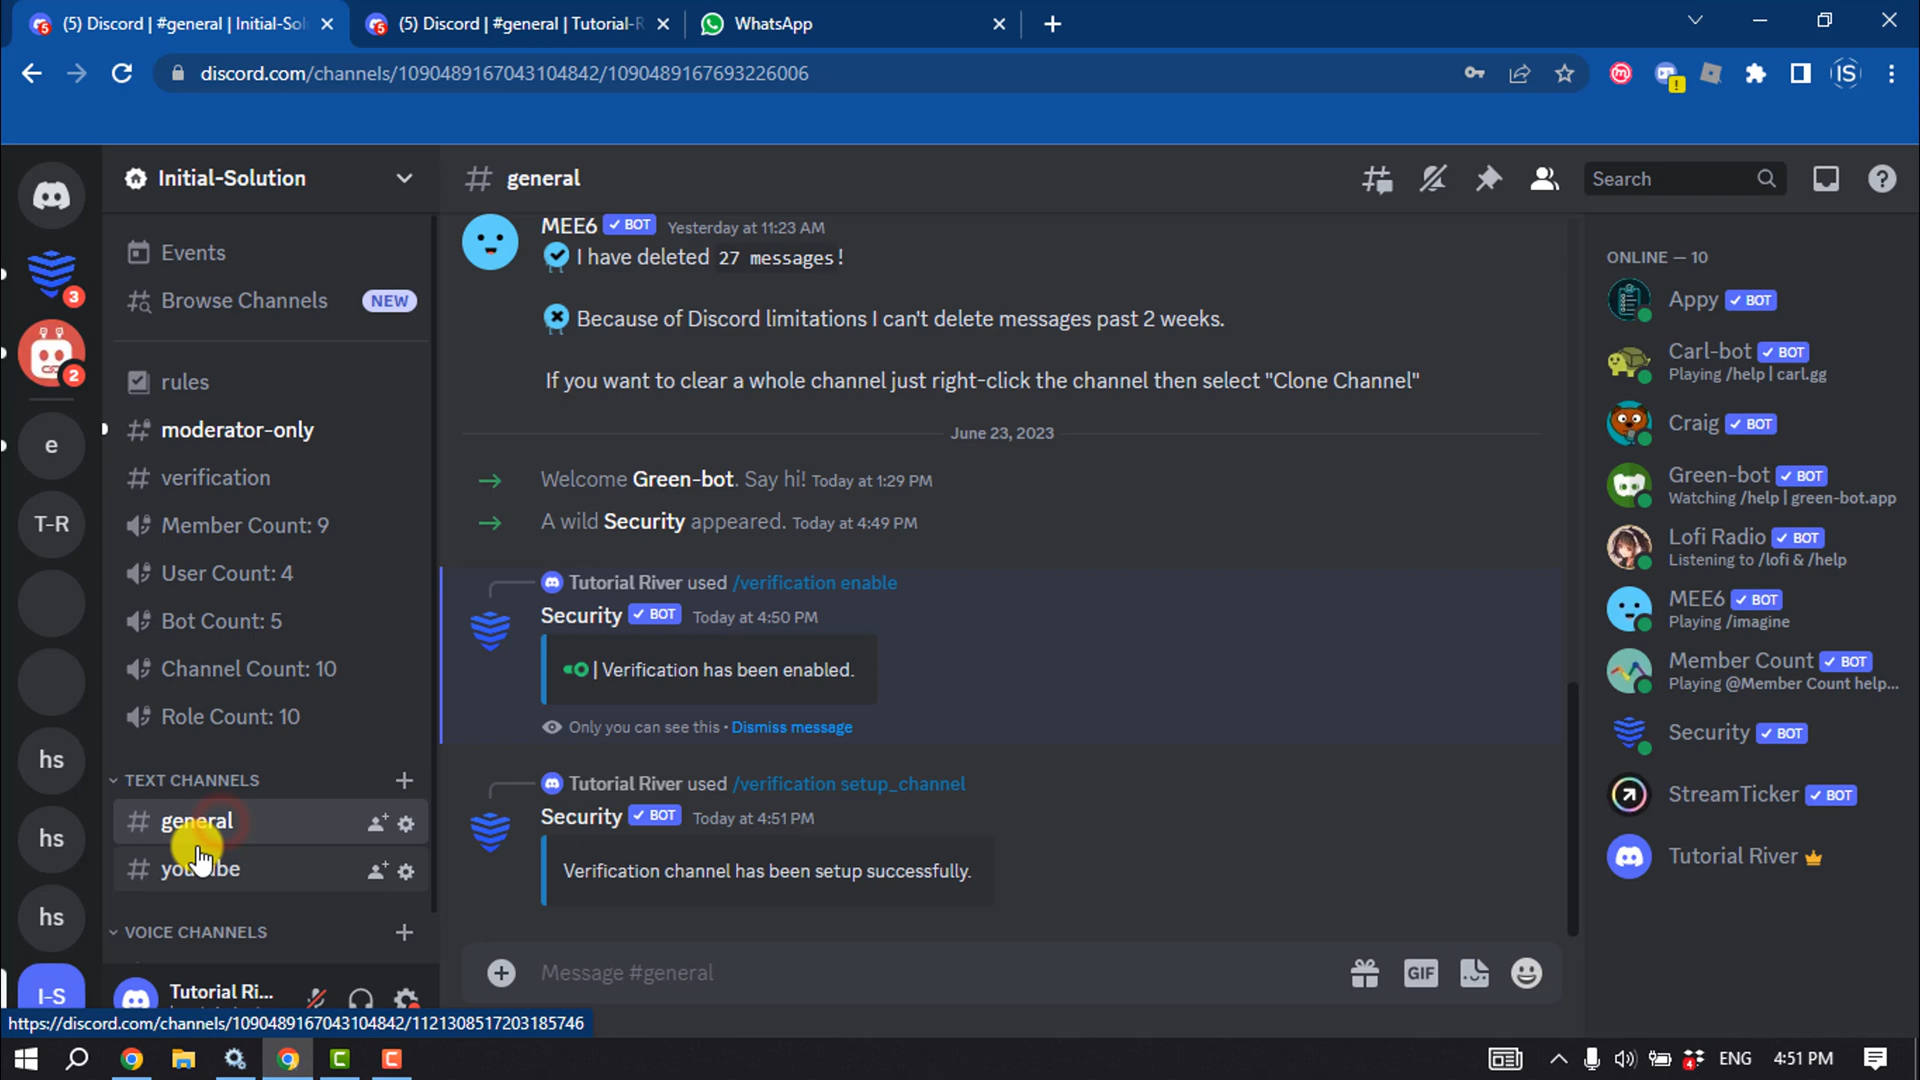 (5) Discord | #general | Initial-Sol
(5) Discord | #general | Tutorial-R
WhatsApp
discord.com/channels/1090489167043104842/1090489167693226006
IS
Initial-Solution
general
Search
3
2
e
T-R
hs
hs
hs
I-S
Events
Browse Channels NEW
rules
moderator-only
verification
Member Count: 9
User Count: 4
Bot Count: 5
Channel Count: 10
Role Count: 10
TEXT CHANNELS
general
VOICE CHANNELS
Tutorial Ri...
MEE6 BOT Yesterday at 11:23 AM
I have deleted 27 messages!
Because of Discord limitations I can't delete messages past 2 weeks.
If you want to clear a whole channel just right-click the channel then select "Clone Channel"
June 23, 2023
Welcome Green-bot. Say hi! Today at 1:29 PM
A wild Security appeared. Today at 4:49 PM
Tutorial River used /verification enable
Security BOT Today at 4:50 PM
| Verification has been enabled.
Only you can see this • Dismiss message
Tutorial River used /verification setup_channel
Security BOT Today at 4:51 PM
Verification channel has been setup successfully.
Message #general
GIF
ONLINE — 10
Appy BOT
Carl-bot BOT
Playing /help | carl.gg
Craig BOT
Green-bot BOT
Watching /help | green-bot.app
Lofi Radio BOT
Listening to /lofi & /help
MEE6 BOT
Playing /imagine
Member Count BOT
Playing @Member Count help...
Security BOT
StreamTicker BOT
Tutorial River
https://discord.com/channels/1090489167043104842/1121308517203185746
4
ENG
4:51 PM